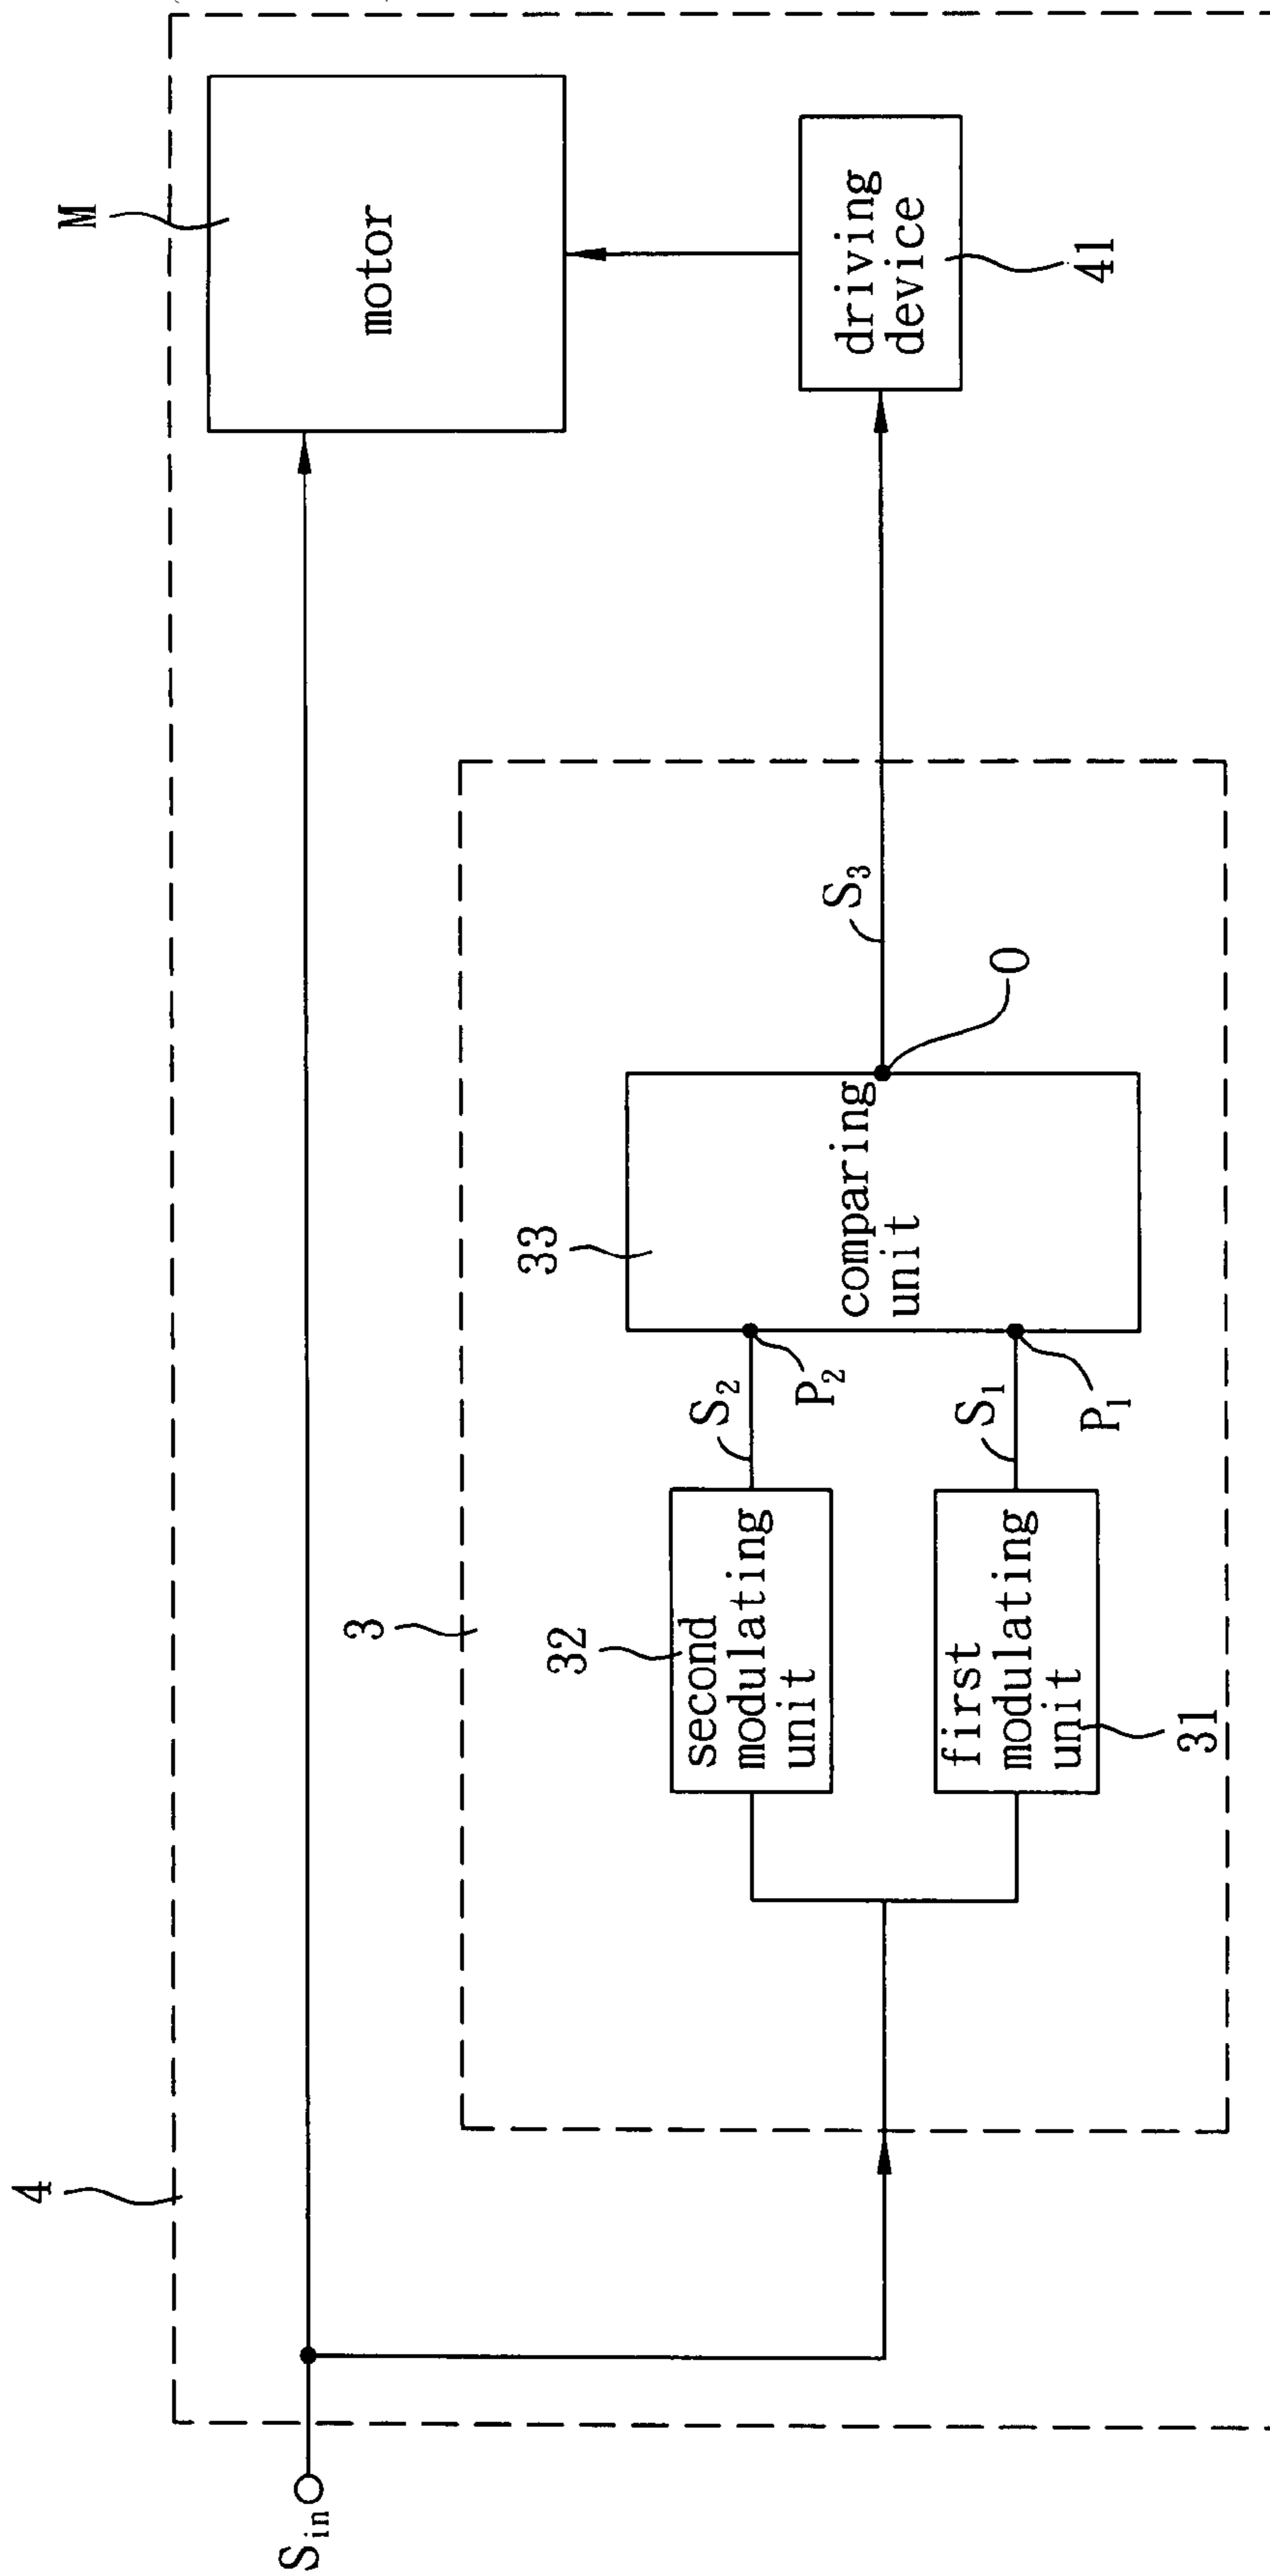 4
M
motor
S_in
3
33
32
second
modulating
unit
S₂
P₂
comparing
unit
S₃
O
driving
device
41
first
modulating
unit
31
S₁
P₁